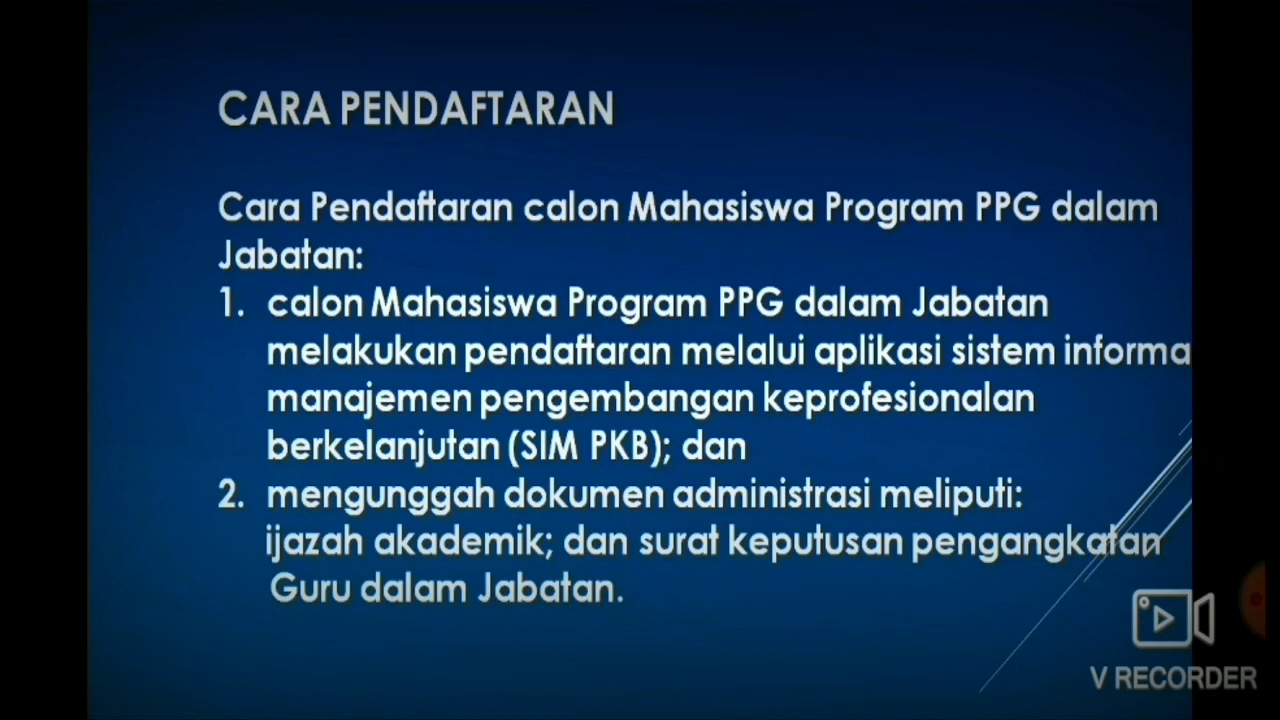 CARA PENDAFTARAN
Cara Pendaftaran calon Mahasiswa Program PPG dalam
Jabatan:
1. calon Mahasiswa Program PPG dalam Jabatan
melakukan pendaftaran melalui aplikasi sistem informa
manajemen pengembangan keprofesionalan
berkelanjutan (SIM PKB); dan
2. mengunggah dokumen administrasi meliputi:
ijazah akademik; dan surat keputusan pengangkatan
Guru dalam Jabatan.
V RECORDER